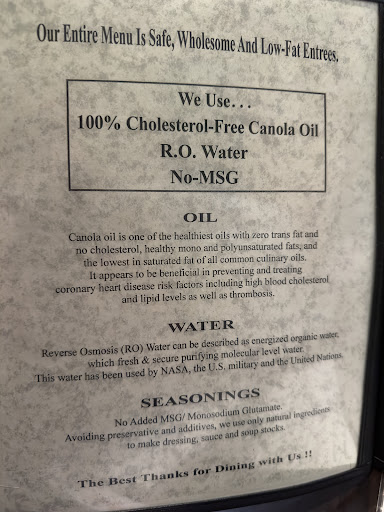 Our Entire Menu Is Safe, Wholesome And Low-Fat Entrees.
We Use...
100% Cholesterol-Free Canola Oil
R.O. Water
No-MSG
OIL
Canola oil is one of the healthiest oils with zero trans fat and
no cholesterol, healthy mono and polyunsaturated fats, and
the lowest in saturated fat of all common culinary oils.
It appears to be beneficial in preventing and treating
coronary heart disease risk factors including high blood cholesterol
and lipid levels as well as thrombosis.
WATER
Reverse Osmosis (RO) Water can be described as energized organic water,
which fresh & secure purifying molecular level water.
This water has been used by NASA, the U.S. military and the United Nations.
SEASONINGS
No Added MSG/ Monosodium Glutamate.
Avoiding preservative and additives, we use only natural ingredients
to make dressing, sauce and soup stocks.
The Best Thanks for Dining with Us !!